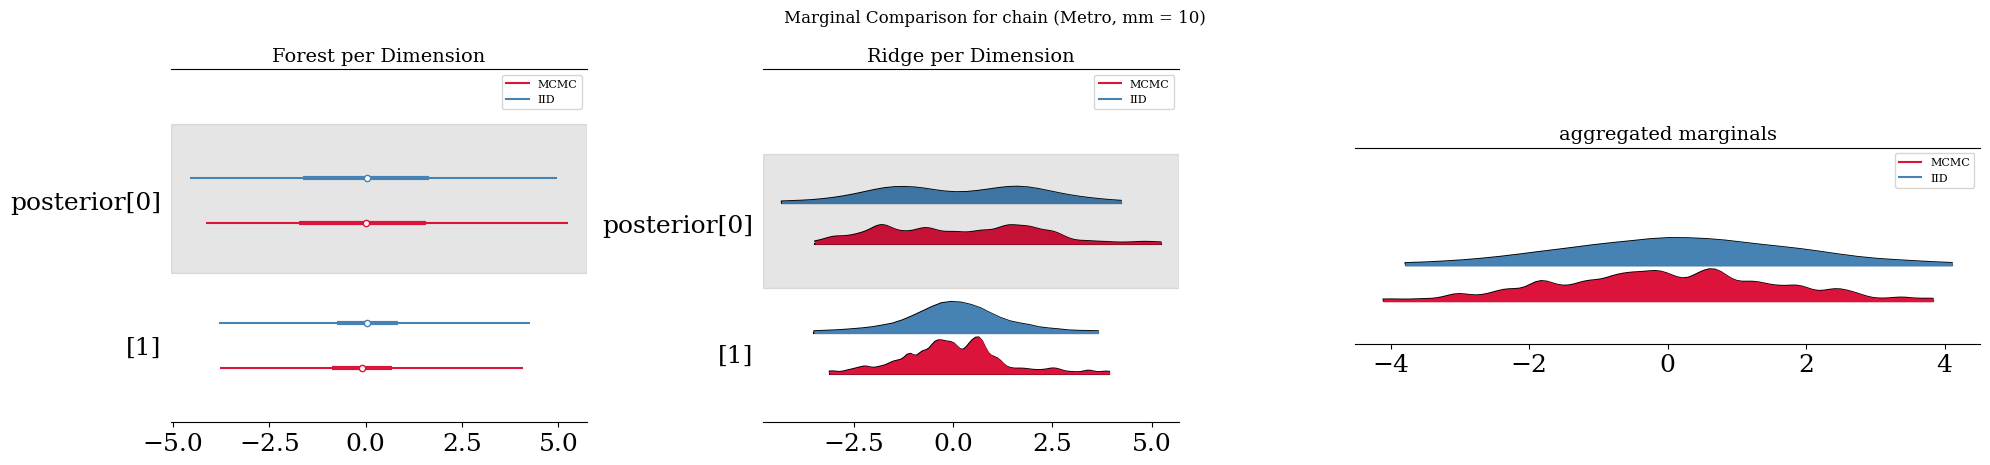 Marginal Comparison for chain (Metro, mm = 10)
Forest per Dimension
MCMC
IID
posterior[0]
[1]
−5.0 −2.5 0.0 2.5 5.0
Ridge per Dimension
MCMC
IID
posterior[0]
[1]
−2.5 0.0 2.5 5.0
aggregated marginals
MCMC
IID
−4 −2 0 2 4